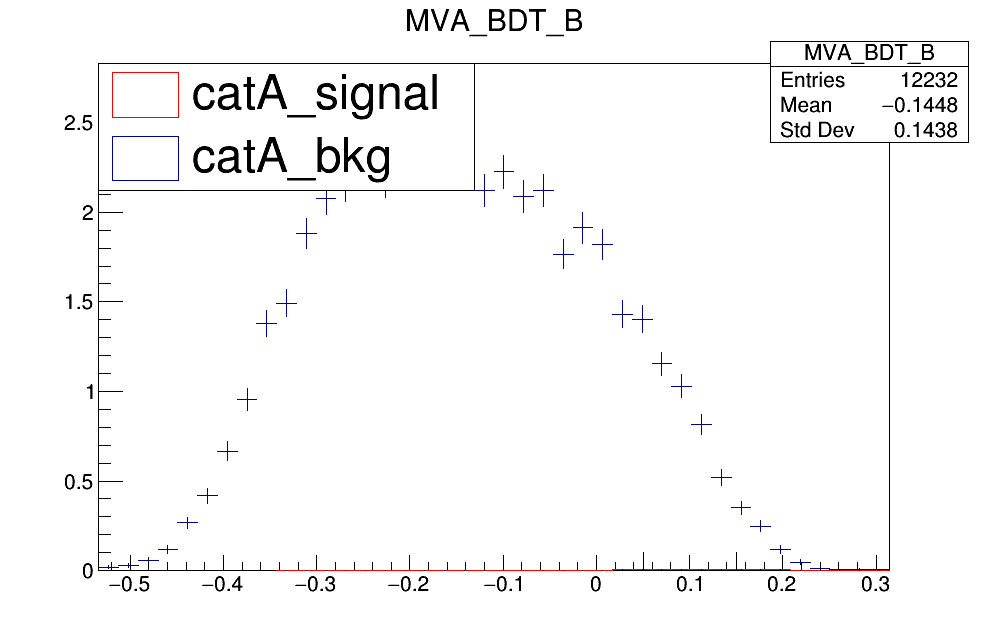 MVA_BDT_B
MVA_BDT_B
Entries 12232
Mean −0.1448
Std Dev 0.1438
catA_signal
catA_bkg
2.5
2
1.5
1
0.5
0
−0.5 −0.4 −0.3 −0.2 −0.1 0 0.1 0.2 0.3